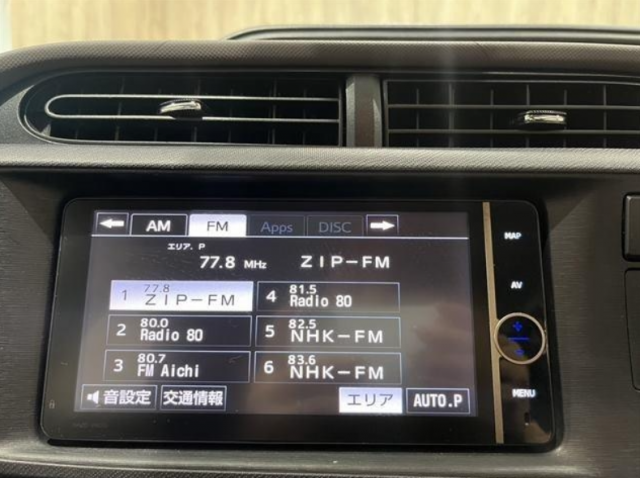 AM FM Apps DISC
エリア. P
77.8 MHz ZIP-FM
1 77.8 ZIP-FM
2 80.0 Radio 80
3 80.7 FM Aichi
4 81.5 Radio 80
5 82.5 NHK-FM
6 83.6 NHK-FM
音設定 交通情報 エリア AUTO.P
MAP
AV
+
-
MENU